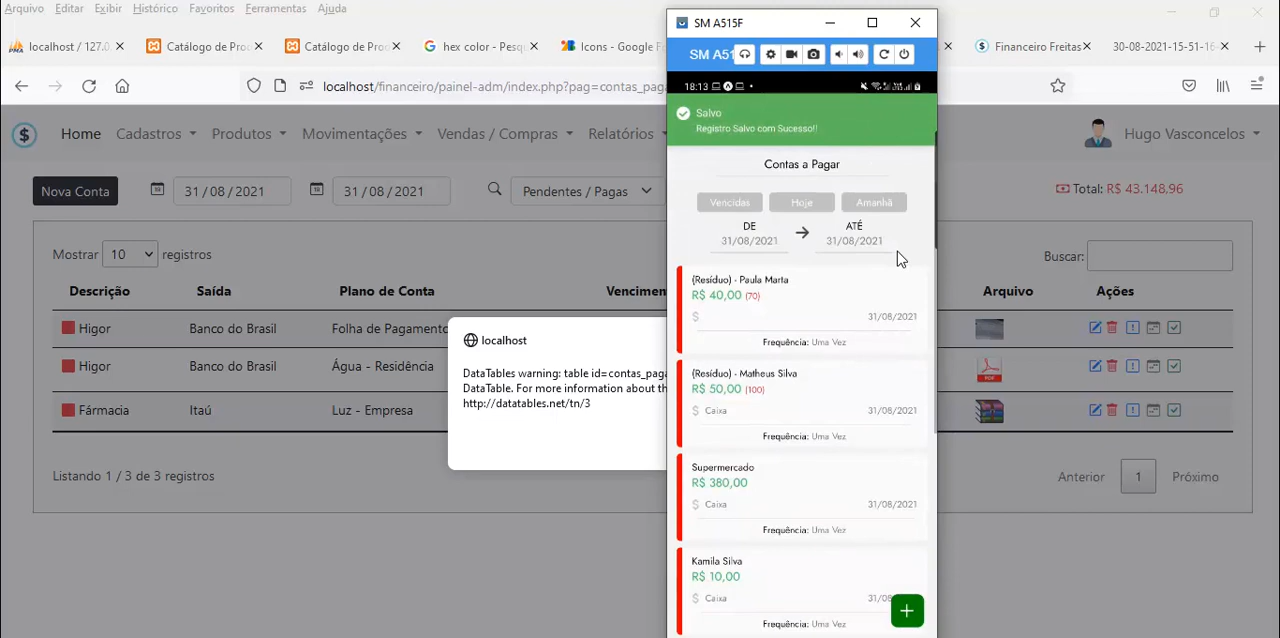 Arquivo Editar Exibir Histórico Favoritos Ferramentas Ajuda
SM A515F
localhost / 127.0.
Catálogo de Pro
Catálogo de Pro
hex color - Pesqu
Icons - Google F
Financeiro Freitas
30-08-2021-15-51-16-
SM A51
localhost/financeiro/painel-adm/index.php?pag=contas_paga
18:13
Salvo
Registro Salvo com Sucesso!!
Home Cadastros Produtos Movimentações Vendas / Compras Relatórios
Hugo Vasconcelos
Contas a Pagar
Nova Conta
31 / 08 / 2021
31 / 08 / 2021
Pendentes / Pagas
Total: R$ 43.148,96
Vencidas Hoje Amanhã
DE ATÉ
31/08/2021 31/08/2021
Mostrar 10 registros
Buscar:
Descrição Saída Plano de Conta Vencimen Arquivo Ações
Higor Banco do Brasil Folha de Pagamento
Higor Banco do Brasil Água - Residência
PDF
Fármacia Itaú Luz - Empresa
Listando 1 / 3 de 3 registros
Anterior 1 Próximo
localhost
DataTables warning: table id=contas_paga
DataTable. For more information about th
http://datatables.net/tn/3
(Resíduo) - Paula Marta
R$ 40,00 (70)
$ 31/08/2021
Frequência: Uma Vez
(Resíduo) - Matheus Silva
R$ 50,00 (100)
$ Caixa 31/08/2021
Frequência: Uma Vez
Supermercado
R$ 380,00
$ Caixa 31/08/2021
Frequência: Uma Vez
Kamila Silva
R$ 10,00
$ Caixa 31/08
Frequência: Uma Vez